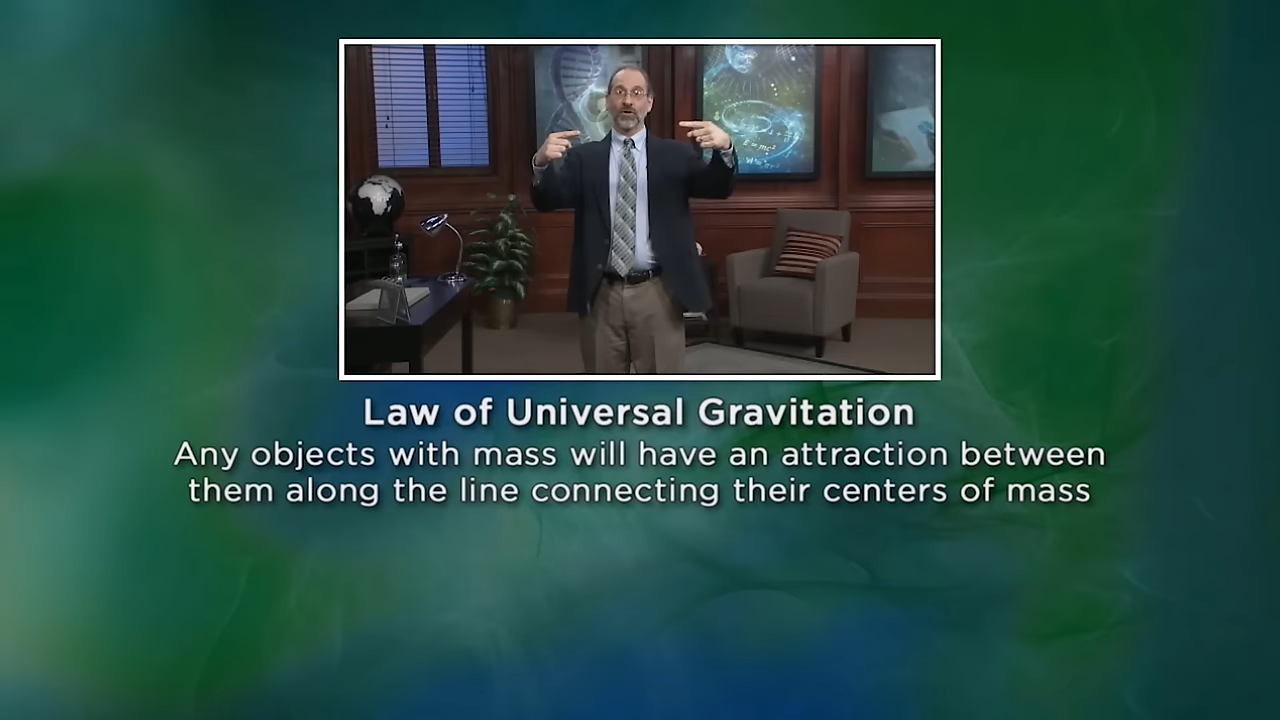 E = mc²
Law of Universal Gravitation
Any objects with mass will have an attraction between
them along the line connecting their centers of mass